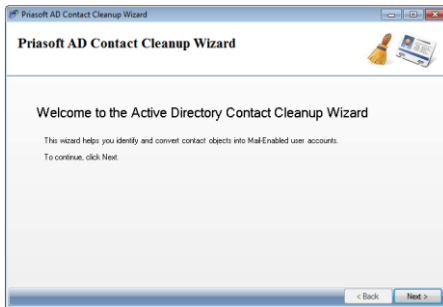 Priasoft AD Contact Cleanup Wizard
Priasoft AD Contact Cleanup Wizard
Welcome to the Active Directory Contact Cleanup Wizard
This wizard helps you identify and convert contact objects into Mail-Enabled user accounts.
To continue, click Next.
< Back Next >